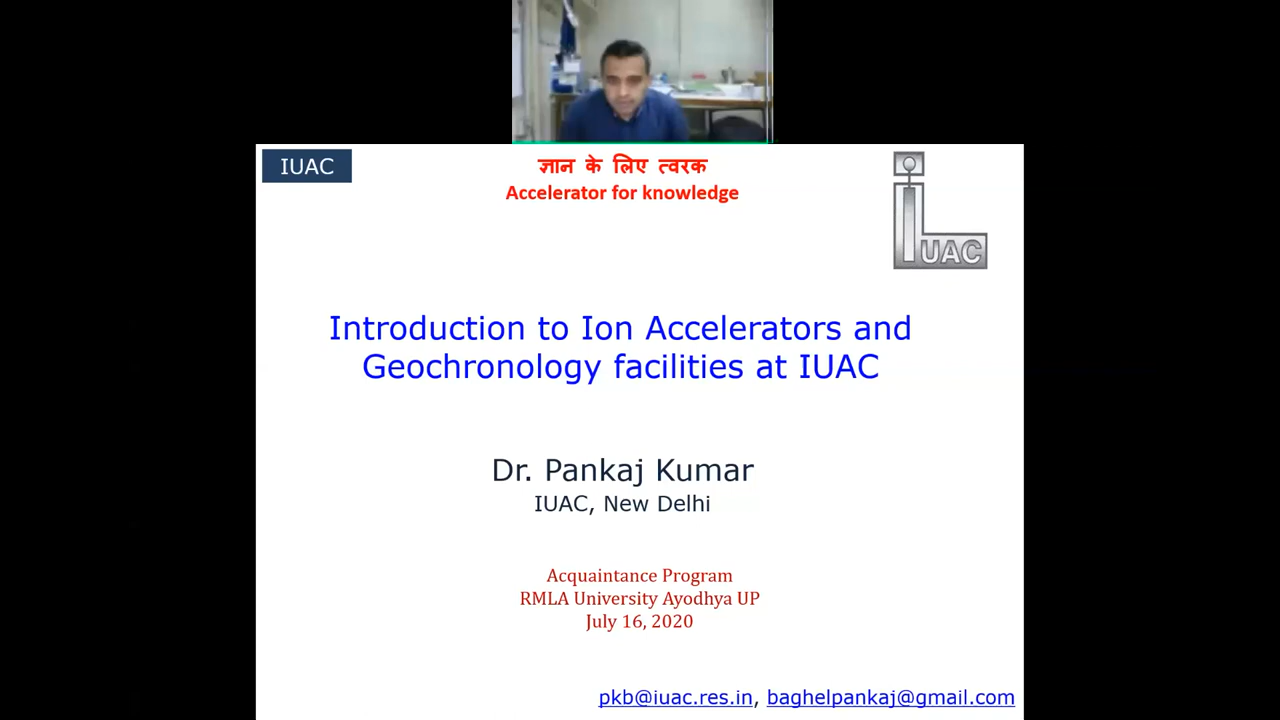 IUAC
ज्ञान के लिए त्वरक
Accelerator for knowledge
iUAC
Introduction to Ion Accelerators and
Geochronology facilities at IUAC
Dr. Pankaj Kumar
IUAC, New Delhi
Acquaintance Program
RMLA University Ayodhya UP
July 16, 2020
pkb@iuac.res.in, baghelpankaj@gmail.com